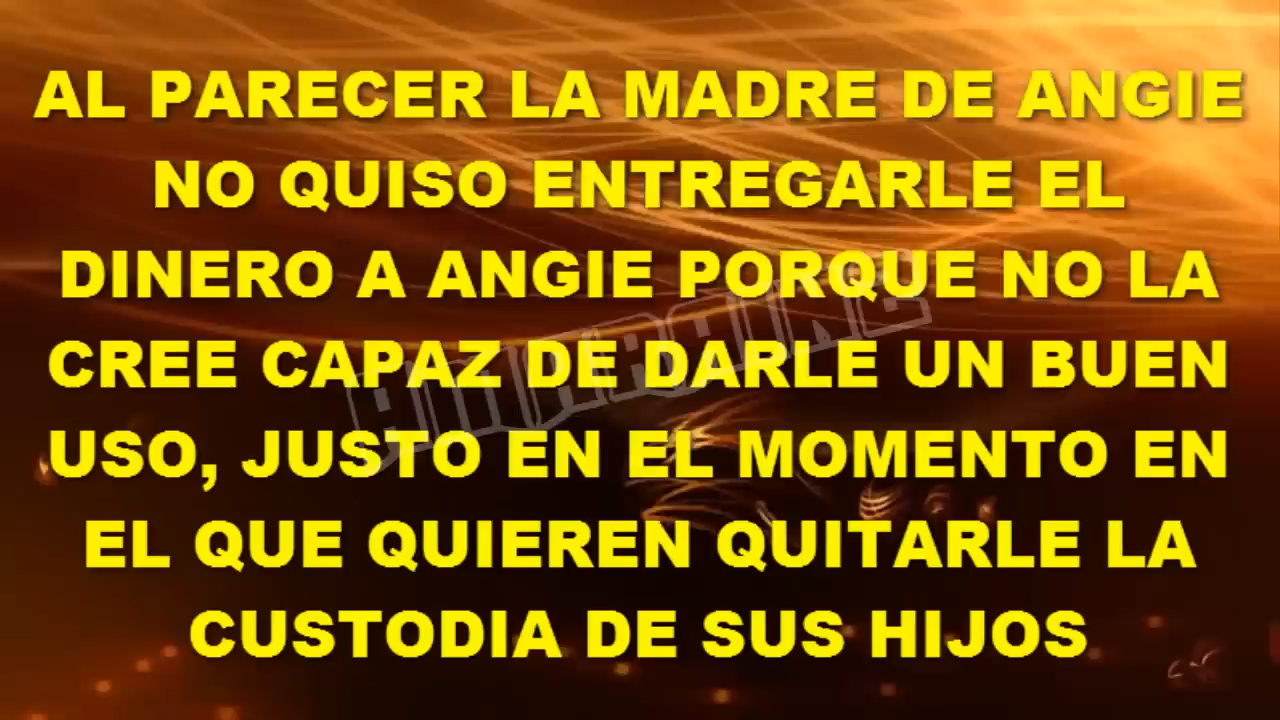 AL PARECER LA MADRE DE ANGIE
NO QUISO ENTREGARLE EL
DINERO A ANGIE PORQUE NO LA
CREE CAPAZ DE DARLE UN BUEN
USO, JUSTO EN EL MOMENTO EN
EL QUE QUIEREN QUITARLE LA
CUSTODIA DE SUS HIJOS